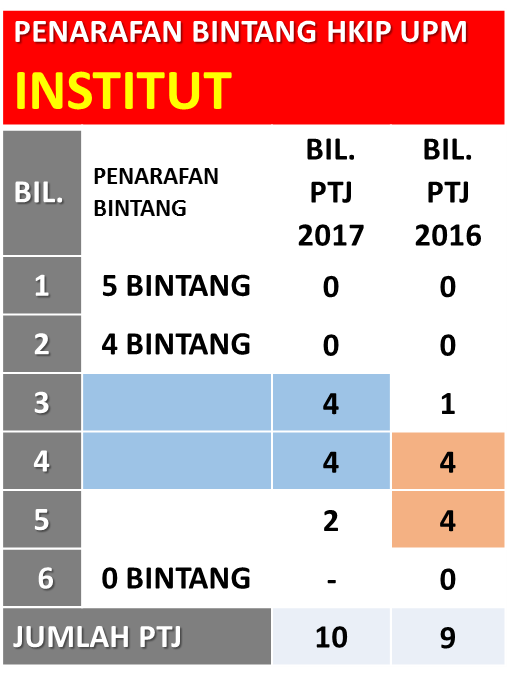 PENARAFAN BINTANG HKIP UPM
INSTITUT
BIL. PENARAFAN BINTANG BIL. PTJ 2017 BIL. PTJ 2016
1 5 BINTANG 0 0
2 4 BINTANG 0 0
3 4 1
4 4 4
5 2 4
6 0 BINTANG - 0
JUMLAH PTJ 10 9